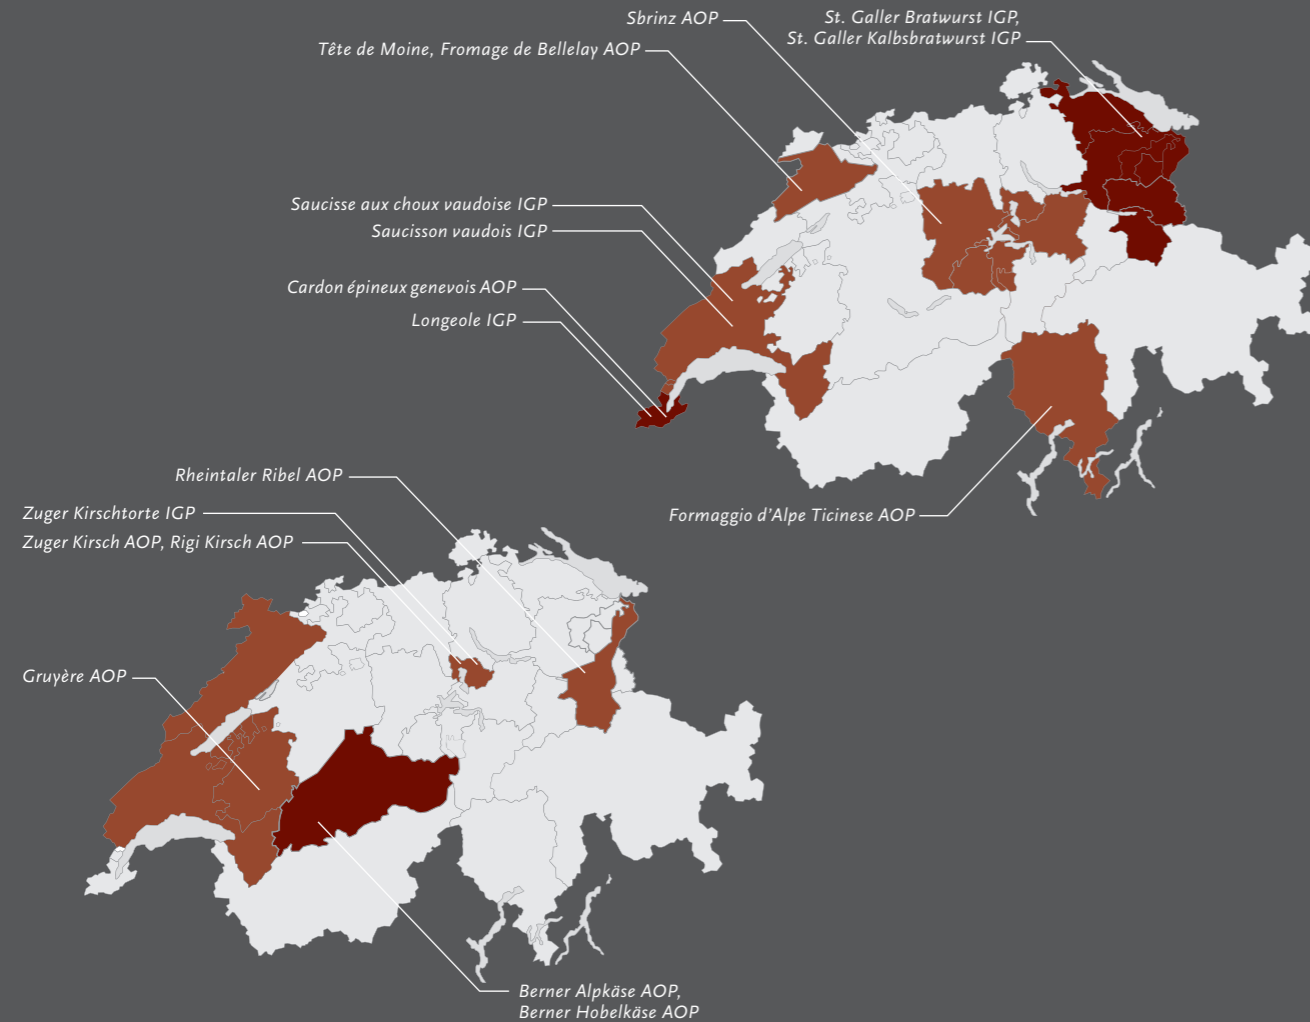 Sbrinz AOP
St. Galler Bratwurst IGP,
St. Galler Kalbsbratwurst IGP
Tête de Moine, Fromage de Bellelay AOP
Saucisse aux choux vaudoise IGP
Saucisson vaudois IGP
Cardon épineux genevois AOP
Longeole IGP
Formaggio d'Alpe Ticinese AOP
Rheintaler Ribel AOP
Zuger Kirschtorte IGP
Zuger Kirsch AOP, Rigi Kirsch AOP
Gruyère AOP
Berner Alpkäse AOP,
Berner Hobelkäse AOP